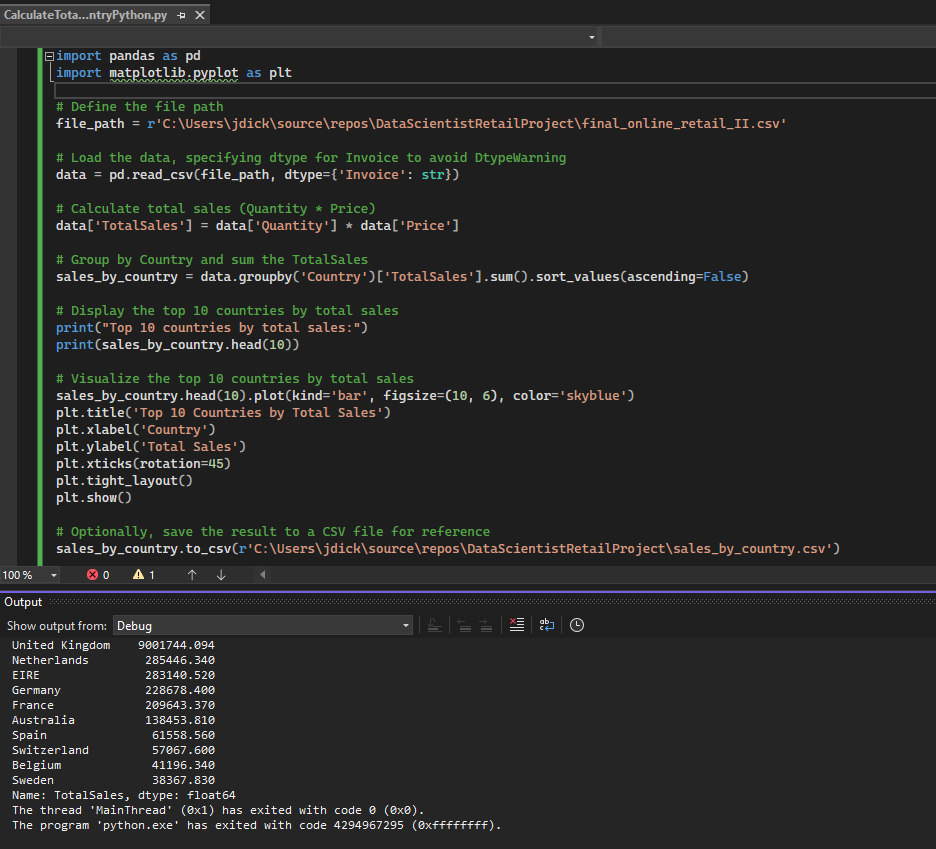 CalculateTota...ntryPython.py
import pandas as pd
import matplotlib.pyplot as plt
# Define the file path
file_path = r'C:\Users\jdick\source\repos\DataScientistRetailProject\final_online_retail_II.csv'
# Load the data, specifying dtype for Invoice to avoid DtypeWarning
data = pd.read_csv(file_path, dtype={'Invoice': str})
# Calculate total sales (Quantity * Price)
data['TotalSales'] = data['Quantity'] * data['Price']
# Group by Country and sum the TotalSales
sales_by_country = data.groupby('Country')['TotalSales'].sum().sort_values(ascending=False)
# Display the top 10 countries by total sales
print("Top 10 countries by total sales:")
print(sales_by_country.head(10))
# Visualize the top 10 countries by total sales
sales_by_country.head(10).plot(kind='bar', figsize=(10, 6), color='skyblue')
plt.title('Top 10 Countries by Total Sales')
plt.xlabel('Country')
plt.ylabel('Total Sales')
plt.xticks(rotation=45)
plt.tight_layout()
plt.show()
# Optionally, save the result to a CSV file for reference
sales_by_country.to_csv(r'C:\Users\jdick\source\repos\DataScientistRetailProject\sales_by_country.csv')
100 % 0 1
Output
Show output from: Debug
United Kingdom 9001744.094
Netherlands 285446.340
EIRE 283140.520
Germany 228678.400
France 209643.370
Australia 138453.810
Spain 61558.560
Switzerland 57067.600
Belgium 41196.340
Sweden 38367.830
Name: TotalSales, dtype: float64
The thread 'MainThread' (0x1) has exited with code 0 (0x0).
The program 'python.exe' has exited with code 4294967295 (0xffffffff).